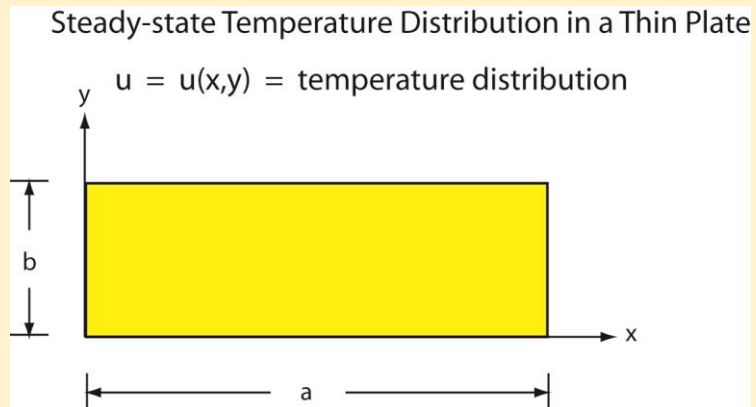 Steady-state Temperature Distribution in a Thin Plate
u = u(x,y) = temperature distribution
y
b
x
a